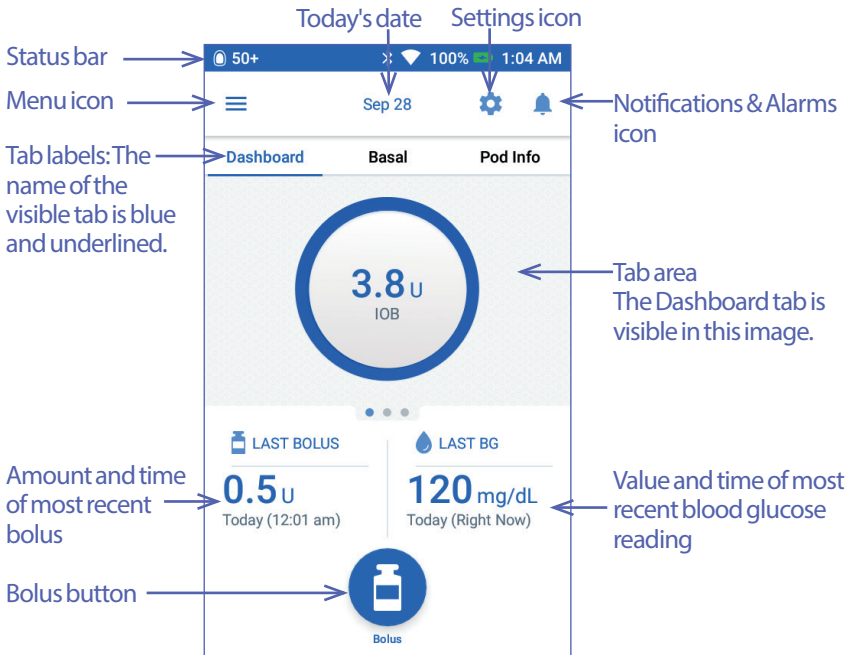 Today's date
Settings icon
Status bar
50+ 100% 1:04 AM
Menu icon
Sep 28
Notifications & Alarms
icon
Tab labels: The
name of the
visible tab is blue
and underlined.
Dashboard Basal Pod Info
3.8 U
IOB
Tab area
The Dashboard tab is
visible in this image.
LAST BOLUS
0.5 U
Today (12:01 am)
LAST BG
120 mg/dL
Today (Right Now)
Amount and time
of most recent
bolus
Value and time of most
recent blood glucose
reading
Bolus button
Bolus